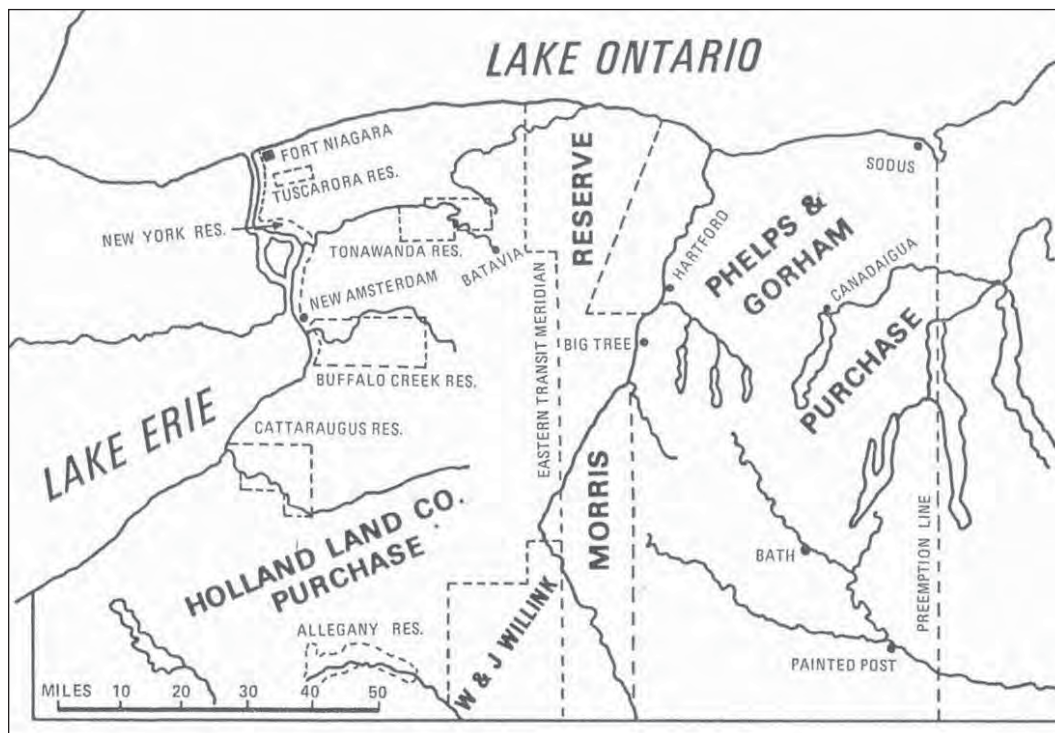 LAKE ONTARIO
FORT NIAGARA
TUSCARORA RES.
NEW YORK RES.
TONAWANDA RES.
BATAVIA
NEW AMSTERDAM
BUFFALO CREEK RES.
LAKE ERIE
CATTARAUGUS RES.
HOLLAND LAND CO.
PURCHASE
ALLEGANY RES.
MILES 10 20 30 40 50
W & J WILLINK
EASTERN TRANSIT MERIDIAN
MORRIS
RESERVE
HARTFORD
BIG TREE
PHELPS &
GORHAM
PURCHASE
SODUS
CANADAIGUA
BATH
PAINTED POST
PREEMPTION LINE